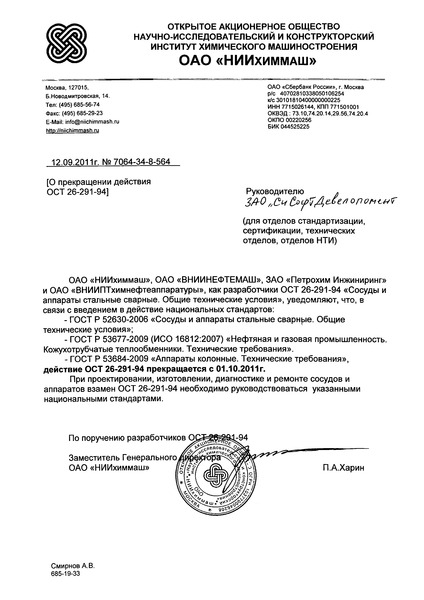 ОТКРЫТОЕ АКЦИОНЕРНОЕ ОБЩЕСТВО
НАУЧНО-ИССЛЕДОВАТЕЛЬСКИЙ И КОНСТРУКТОРСКИЙ
ИНСТИТУТ ХИМИЧЕСКОГО МАШИНОСТРОЕНИЯ
ОАО «НИИхиммаш»
Москва, 127015.
Б.Новодмитровская, 14.
Тел: (495) 685-56-74
Факс: (495) 685-29-23
E-Mail: info@niichimmash.ru
http://niichimmash.ru
ОАО «Сбербанк России», г. Москва
р/с 40702810338050106254
к/с 30101810400000000225
ИНН 7715026144, КПП 771501001
ОКВЭД : 73.10,74.20.14,29.56,74.20.4
ОКПО 00220256
БИК 044525225
12.09.2011г. № 7064-34-8-564
[О прекращении действия
ОСТ 26-291-94]
Руководителю
ЗАО „СиСофт Девелопмент
(для отделов стандартизации,
сертификации, технических
отделов, отделов НТИ)
ОАО «НИИхиммаш», ОАО «ВНИИНЕФТЕМАШ», ЗАО «Петрохим Инжиниринг»
и ОАО «ВНИИПТхимнефтеаппаратуры», как разработчики ОСТ 26-291-94 «Сосуды и
аппараты стальные сварные. Общие технические условия», уведомляют, что, в
связи с введением в действие национальных стандартов:
- ГОСТ Р 52630-2006 «Сосуды и аппараты стальные сварные. Общие
технические условия»;
- ГОСТ Р 53677-2009 (ИСО 16812:2007) «Нефтяная и газовая промышленность.
Кожухотрубчатые теплообменники. Технические требования».
- ГОСТ Р 53684-2009 «Аппараты колонные. Технические требования»,
действие ОСТ 26-291-94 прекращается с 01.10.2011г.
При проектировании, изготовлении, диагностике и ремонте сосудов и
аппаратов взамен ОСТ 26-291-94 необходимо руководствоваться указанными
национальными стандартами.
По поручению разработчиков ОСТ 26-291-94
Заместитель Генерального директора
ОАО «НИИхиммаш»
П.А.Харин
Смирнов А.В.
685-19-33